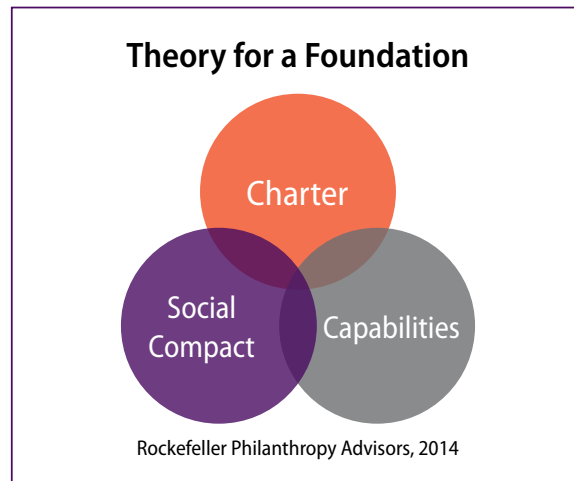 Theory for a Foundation
Charter
Social
Compact
Capabilities
Rockefeller Philanthropy Advisors, 2014